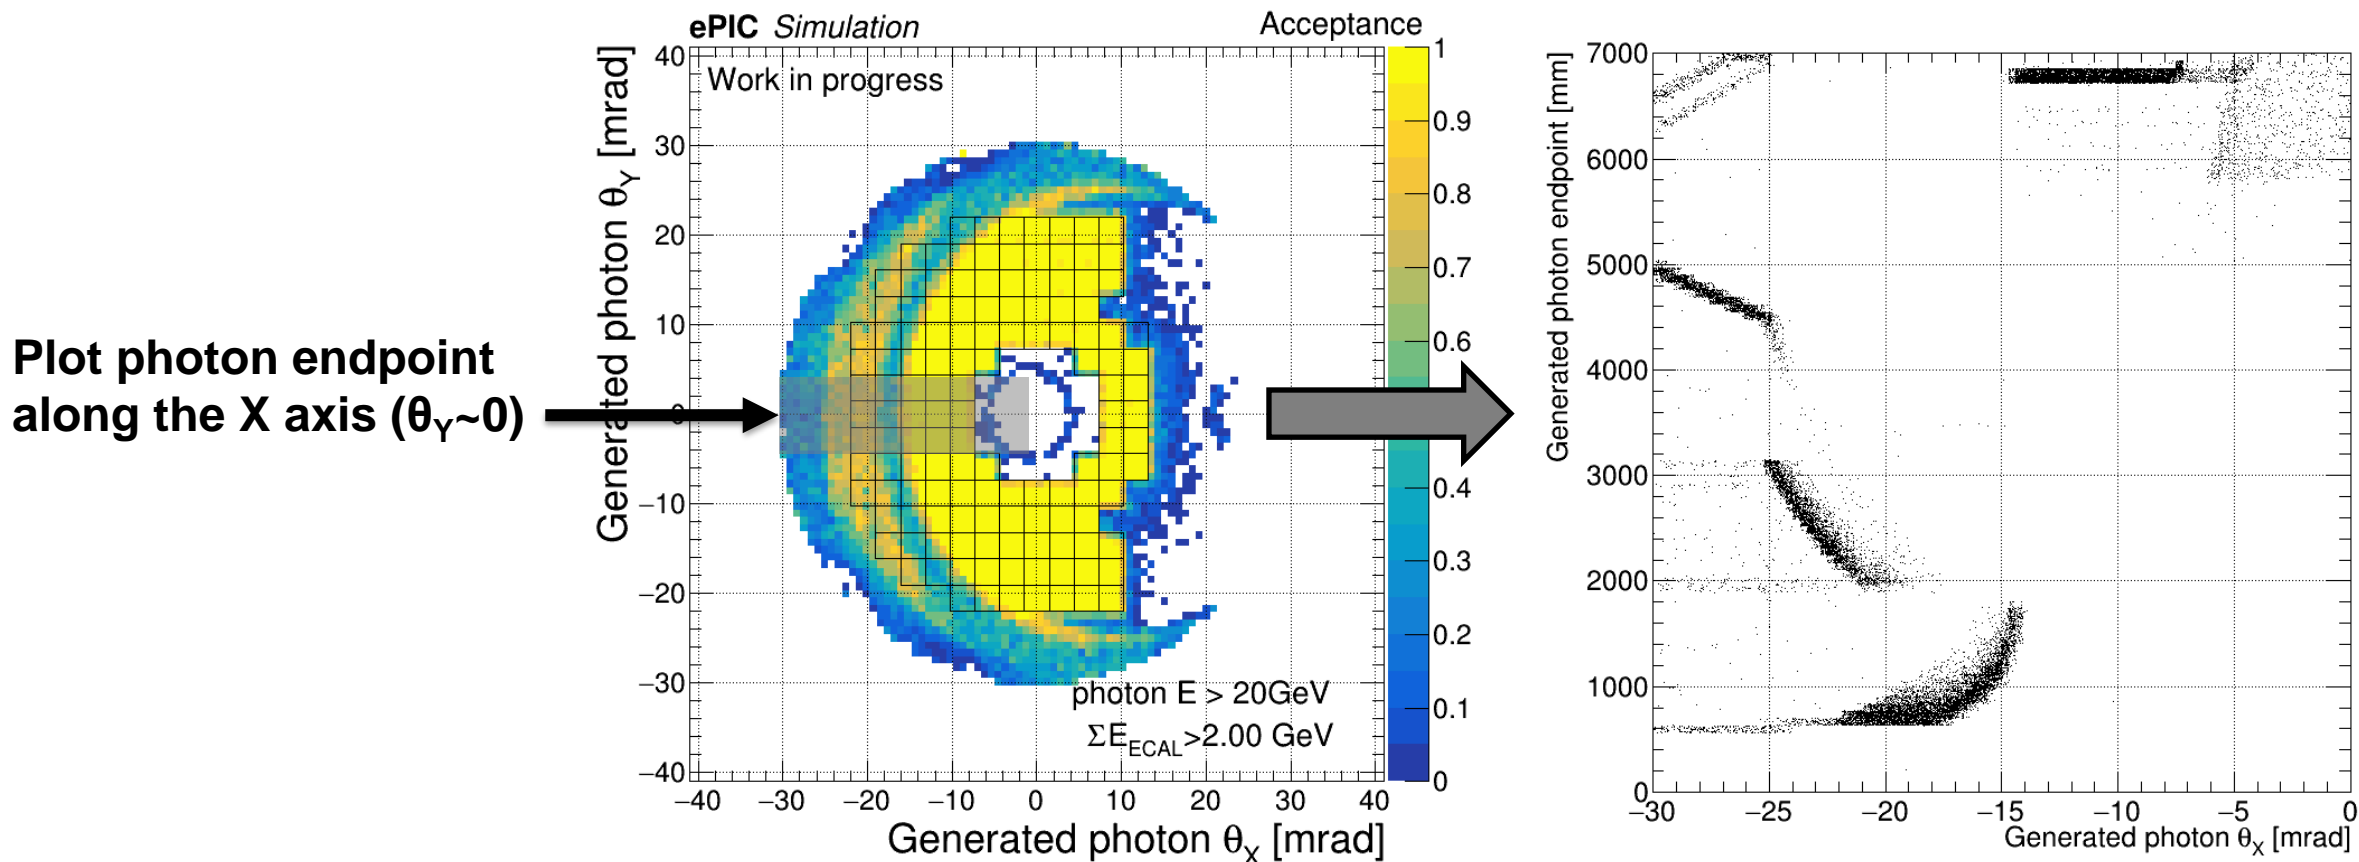 Plot photon endpoint
along the X axis (θY~0)
ePIC Simulation
Acceptance
Work in progress
Generated photon θY [mrad]
40
30
20
10
0
−10
−20
−30
−40
−40 −30 −20 −10 0 10 20 30 40
Generated photon θX [mrad]
photon E > 20GeV
ΣEECAL>2.00 GeV
1
0.9
0.8
0.7
0.6
0.4
0.3
0.2
0.1
0
Generated photon endpoint [mm]
7000
6000
5000
4000
3000
2000
1000
0
−30 −25 −20 −15 −10 −5 0
Generated photon θX [mrad]